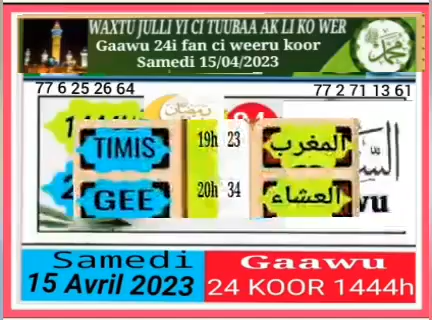 WAXTU JULLI YI CI TUUBAA AK LI KO WER
Gaawu 24i fan ci weeru koor
Samedi 15/04/2023
محمد
77 6 25 26 64
77 2 71 13 61
رمضان
TIMIS 19h 23 المغرب
GEE 20h 34 العشاء
Samedi
15 Avril 2023
Gaawu
24 KOOR 1444h